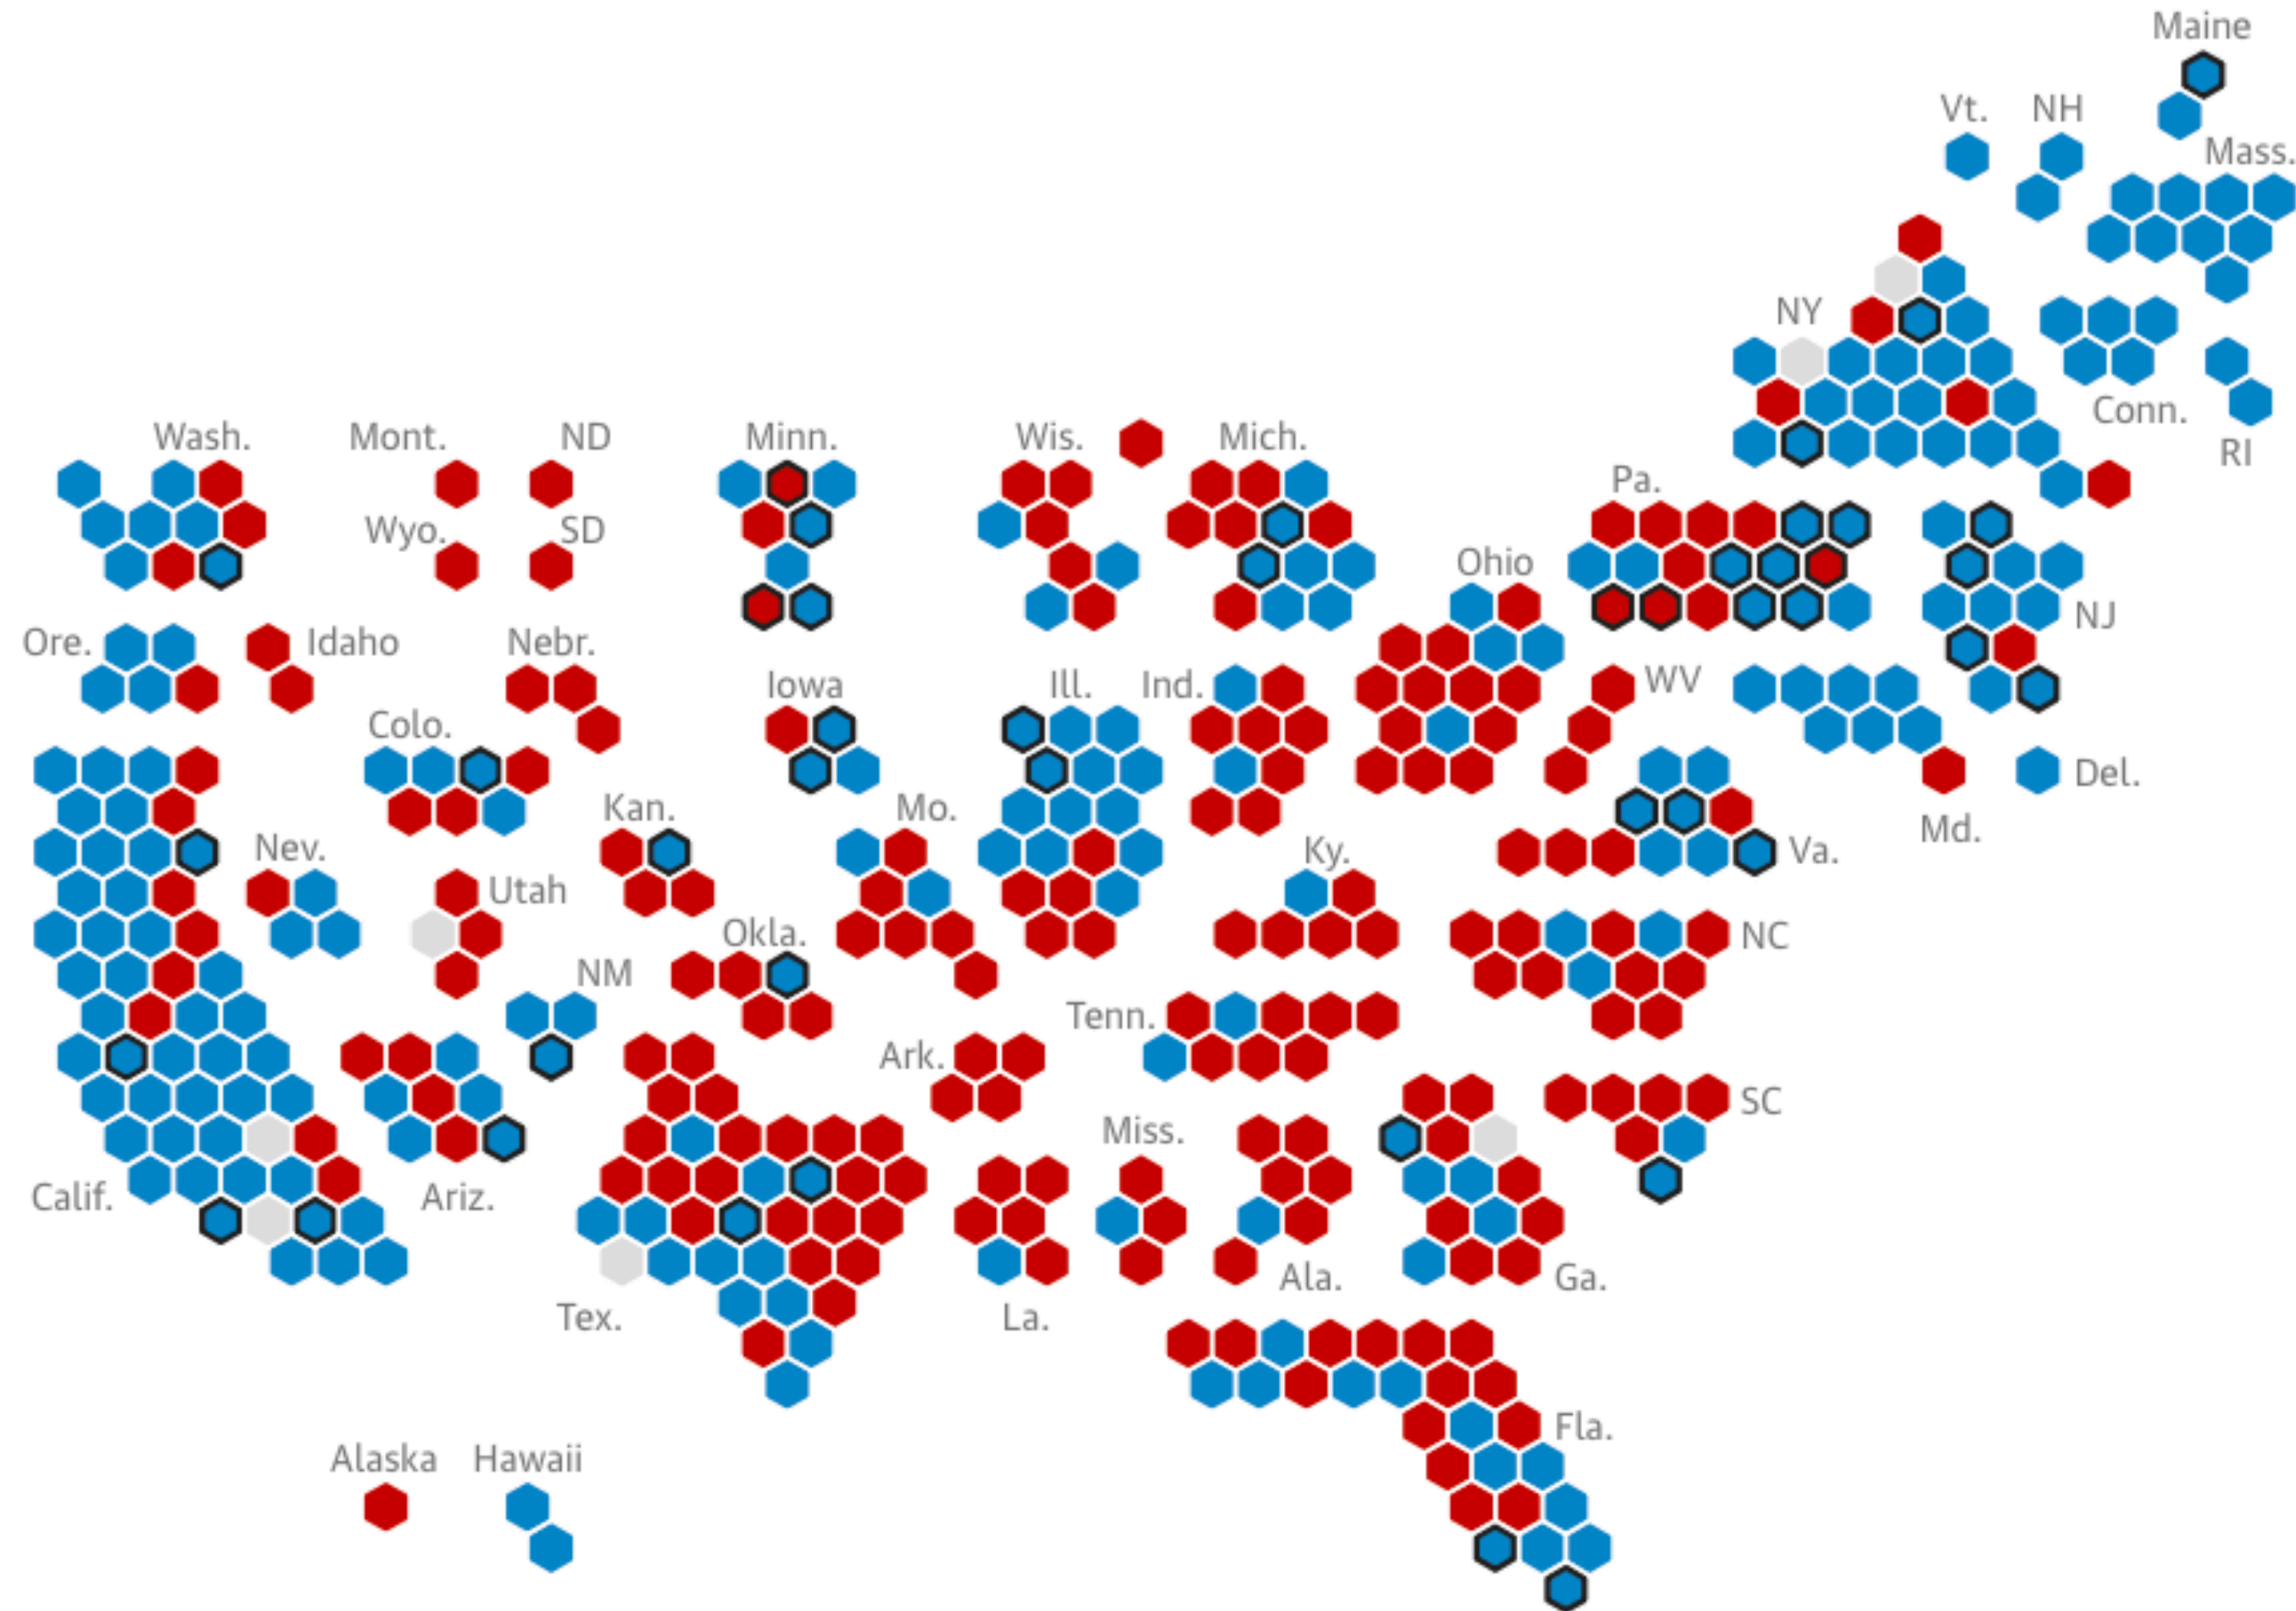 Maine
Vt.
NH
Mass.
NY
Conn.
RI
Wash.
Mont.
ND
Minn.
Wis.
Mich.
Pa.
Wyo.
SD
Ohio
NJ
Ore.
Idaho
Nebr.
Iowa
Ill.
Ind.
WV
Colo.
Del.
Kan.
Mo.
Md.
Nev.
Ky.
Va.
Utah
Okla.
NC
NM
Tenn.
Ark.
SC
Miss.
Calif.
Ariz.
Ala.
Ga.
Tex.
La.
Fla.
Alaska
Hawaii